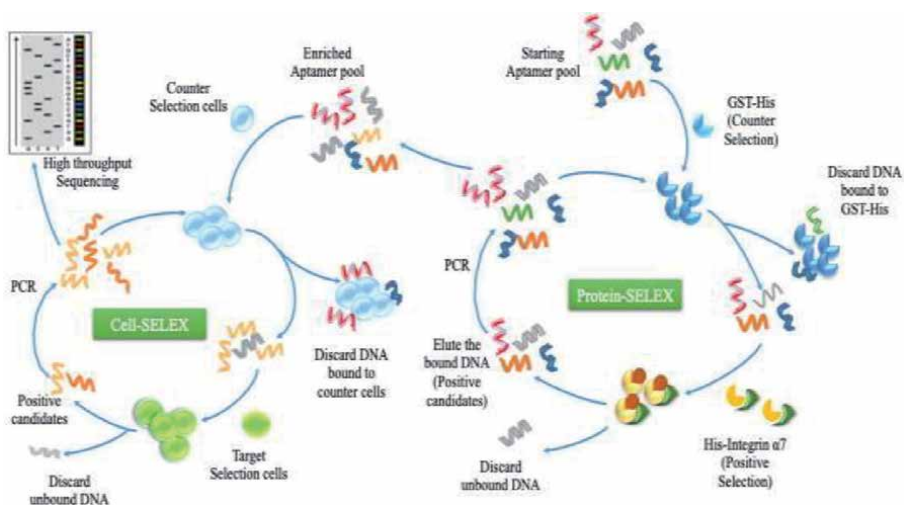 Enriched
Aptamer pool
Starting
Aptamer pool
Counter
Selection cells
GST-His
(Counter
Selection)
High throughput
Sequencing
Discard DNA
bound to
GST-His
PCR
Cell-SELEX
Discard DNA
bound to
counter cells
PCR
Protein-SELEX
Elute the
bound DNA
(Positive
candidates)
Positive
candidates
Target
Selection cells
His-Integrin α7
(Positive
Selection)
Discard
unbound DNA
Discard
unbound DNA